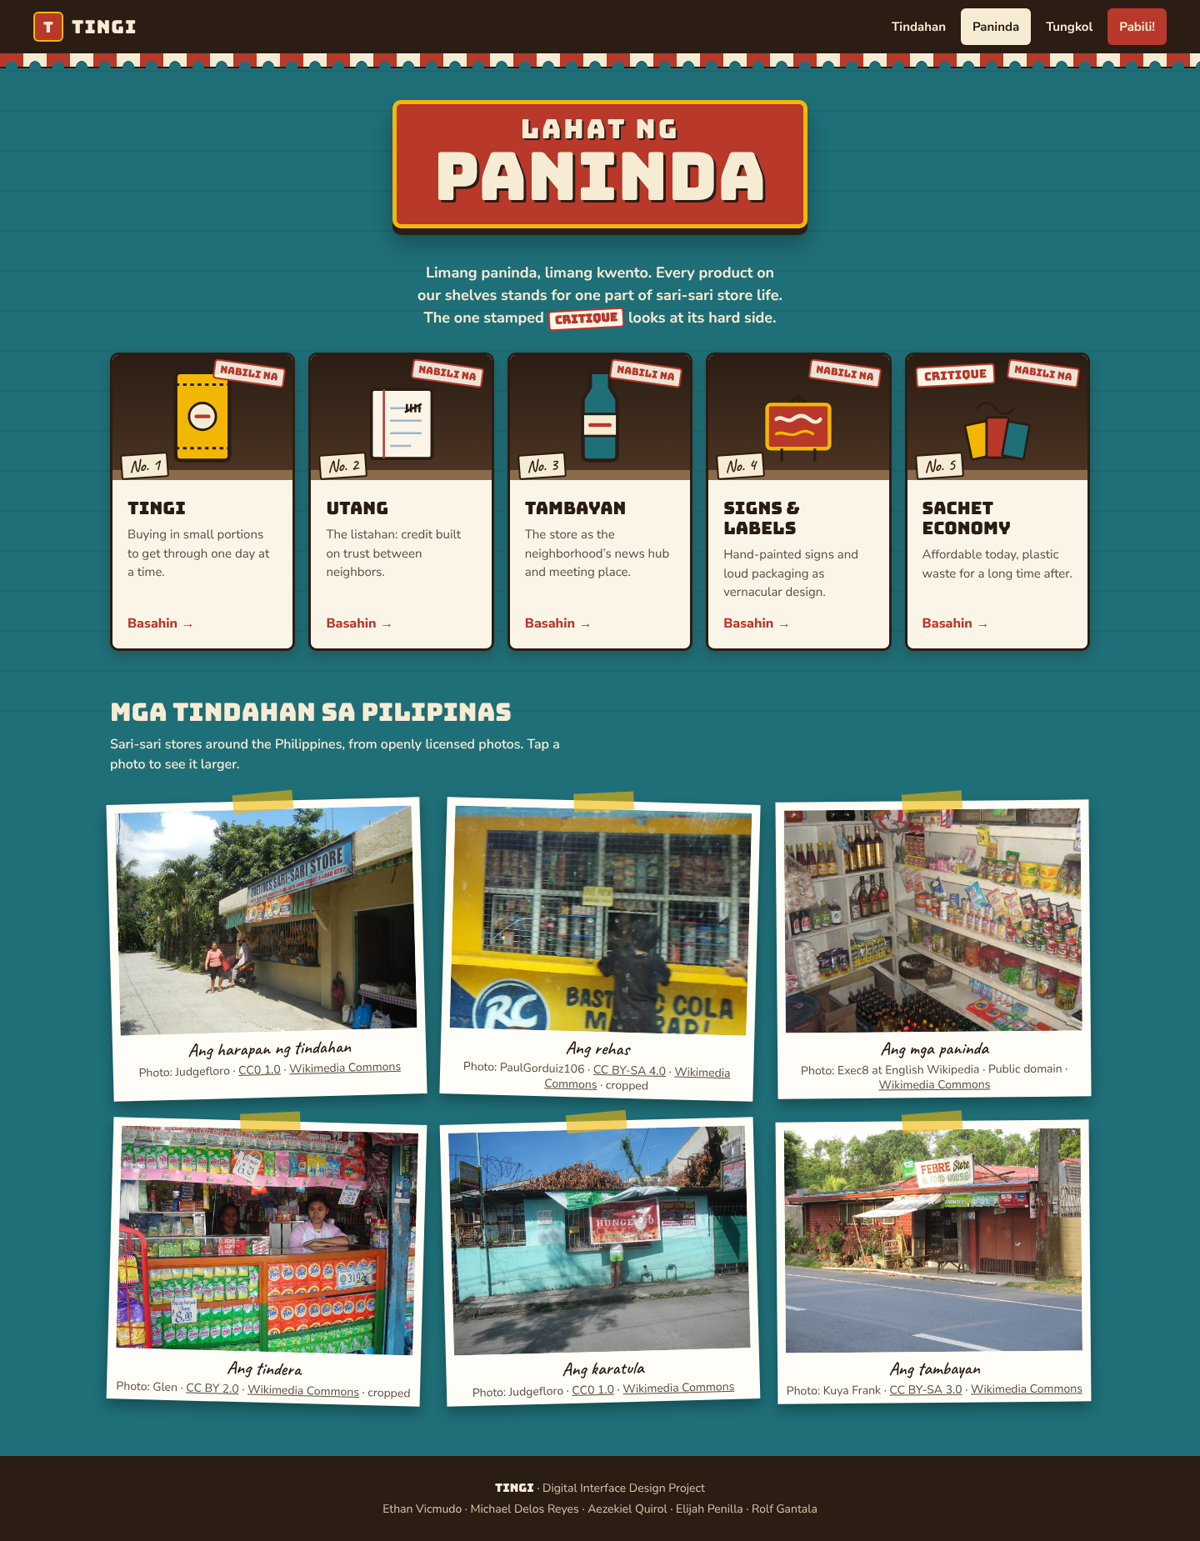 T TINGI
Tindahan Paninda Tungkol Pabili!
LAHAT NG
PANINDA
Limang paninda, limang kwento. Every product on
our shelves stands for one part of sari-sari store life.
The one stamped CRITIQUE looks at its hard side.
NABILI NA
No. 1
TINGI
Buying in small portions
to get through one day at
a time.
Basahin →
NABILI NA
No. 2
UTANG
The listahan: credit built
on trust between
neighbors.
Basahin →
NABILI NA
No. 3
TAMBAYAN
The store as the
neighborhood's news hub
and meeting place.
Basahin →
NABILI NA
No. 4
SIGNS &
LABELS
Hand-painted signs and
loud packaging as
vernacular design.
Basahin →
CRITIQUE NABILI NA
No. 5
SACHET
ECONOMY
Affordable today, plastic
waste for a long time after.
Basahin →
MGA TINDAHAN SA PILIPINAS
Sari-sari stores around the Philippines, from openly licensed photos. Tap a
photo to see it larger.
SARI-SARI STORE
Ang harapan ng tindahan
Photo: Judgefloro · CC0 1.0 · Wikimedia Commons
RC
COLA
Ang rehas
Photo: PaulGorduiz106 · CC BY-SA 4.0 · Wikimedia
Commons · cropped
Ang mga paninda
Photo: Exec8 at English Wikipedia · Public domain ·
Wikimedia Commons
Ang tindera
Photo: Glen · CC BY 2.0 · Wikimedia Commons · cropped
Ang karatula
Photo: Judgefloro · CC0 1.0 · Wikimedia Commons
FEBRE Store
& FOOD HOUSE
Ang tambayan
Photo: Kuya Frank · CC BY-SA 3.0 · Wikimedia Commons
TINGI · Digital Interface Design Project
Ethan Vicmudo · Michael Delos Reyes · Aezekiel Quirol · Elijah Penilla · Rolf Gantala